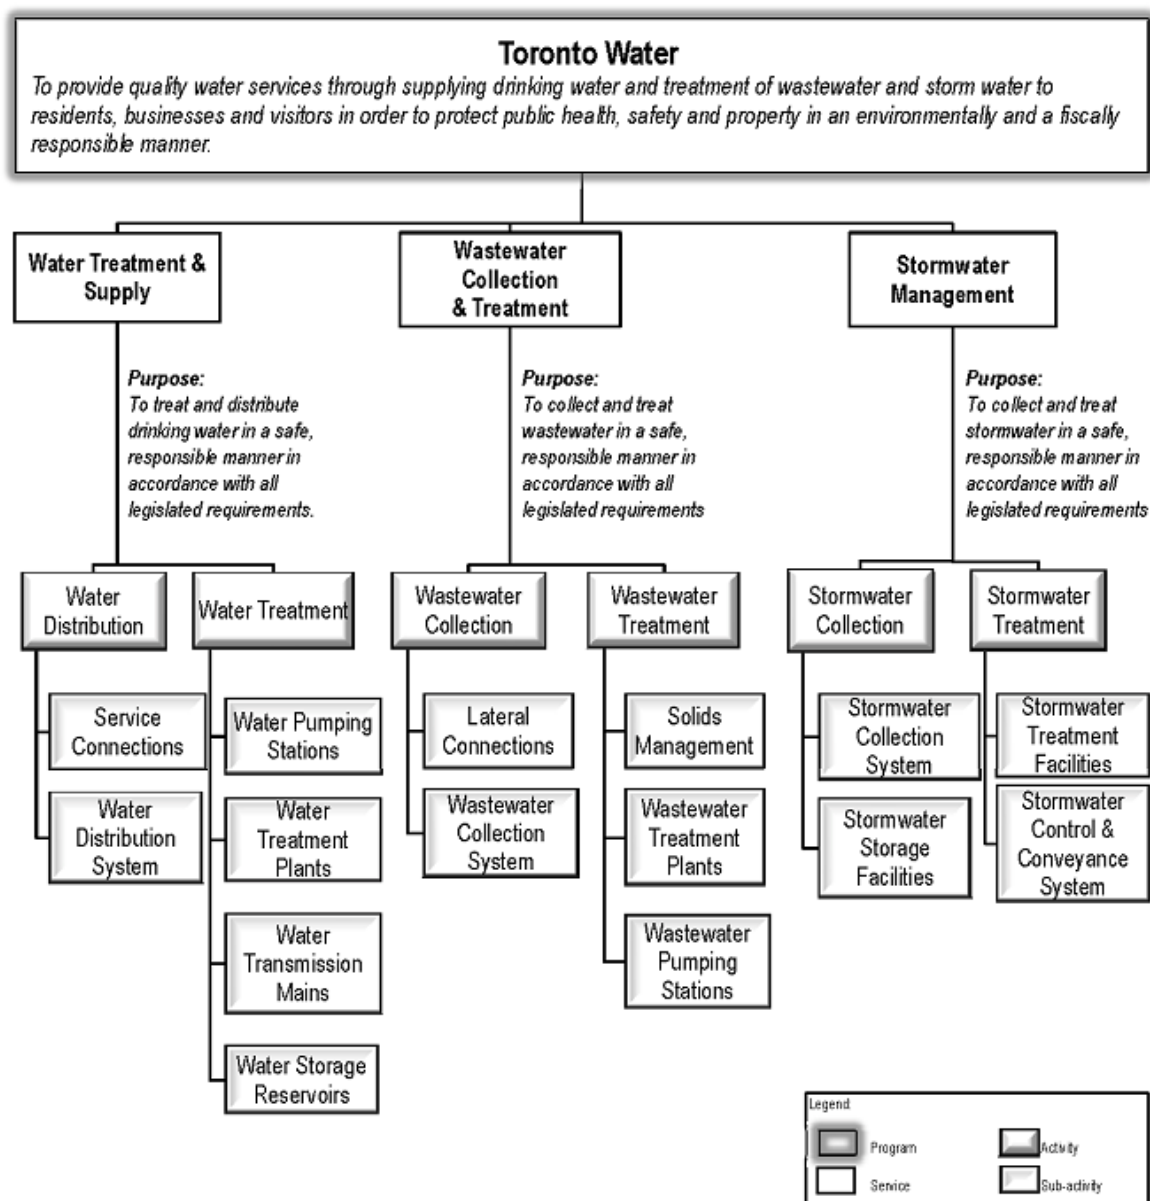 Toronto Water
To provide quality water services through supplying drinking water and treatment of wastewater and storm water to
residents, businesses and visitors in order to protect public health, safety and property in an environmentally and a fiscally
responsible manner.
Water Treatment &
Supply
Wastewater
Collection
& Treatment
Stormwater
Management
Purpose:
To treat and distribute
drinking water in a safe,
responsible manner in
accordance with all
legislated requirements.
Purpose:
To collect and treat
wastewater in a safe,
responsible manner in
accordance with all
legislated requirements
Purpose:
To collect and treat
stormwater in a safe,
responsible manner in
accordance with all
legislated requirements
Water
Distribution
Water Treatment
Wastewater
Collection
Wastewater
Treatment
Stormwater
Collection
Stormwater
Treatment
Service
Connections
Water
Distribution
System
Water Pumping
Stations
Water
Treatment
Plants
Water
Transmission
Mains
Water Storage
Reservoirs
Lateral
Connections
Wastewater
Collection
System
Solids
Management
Wastewater
Treatment
Plants
Wastewater
Pumping
Stations
Stormwater
Collection
System
Stormwater
Storage
Facilities
Stormwater
Treatment
Facilities
Stormwater
Control &
Conveyance
System
Legend:
Program
Activity
Service
Sub-activity